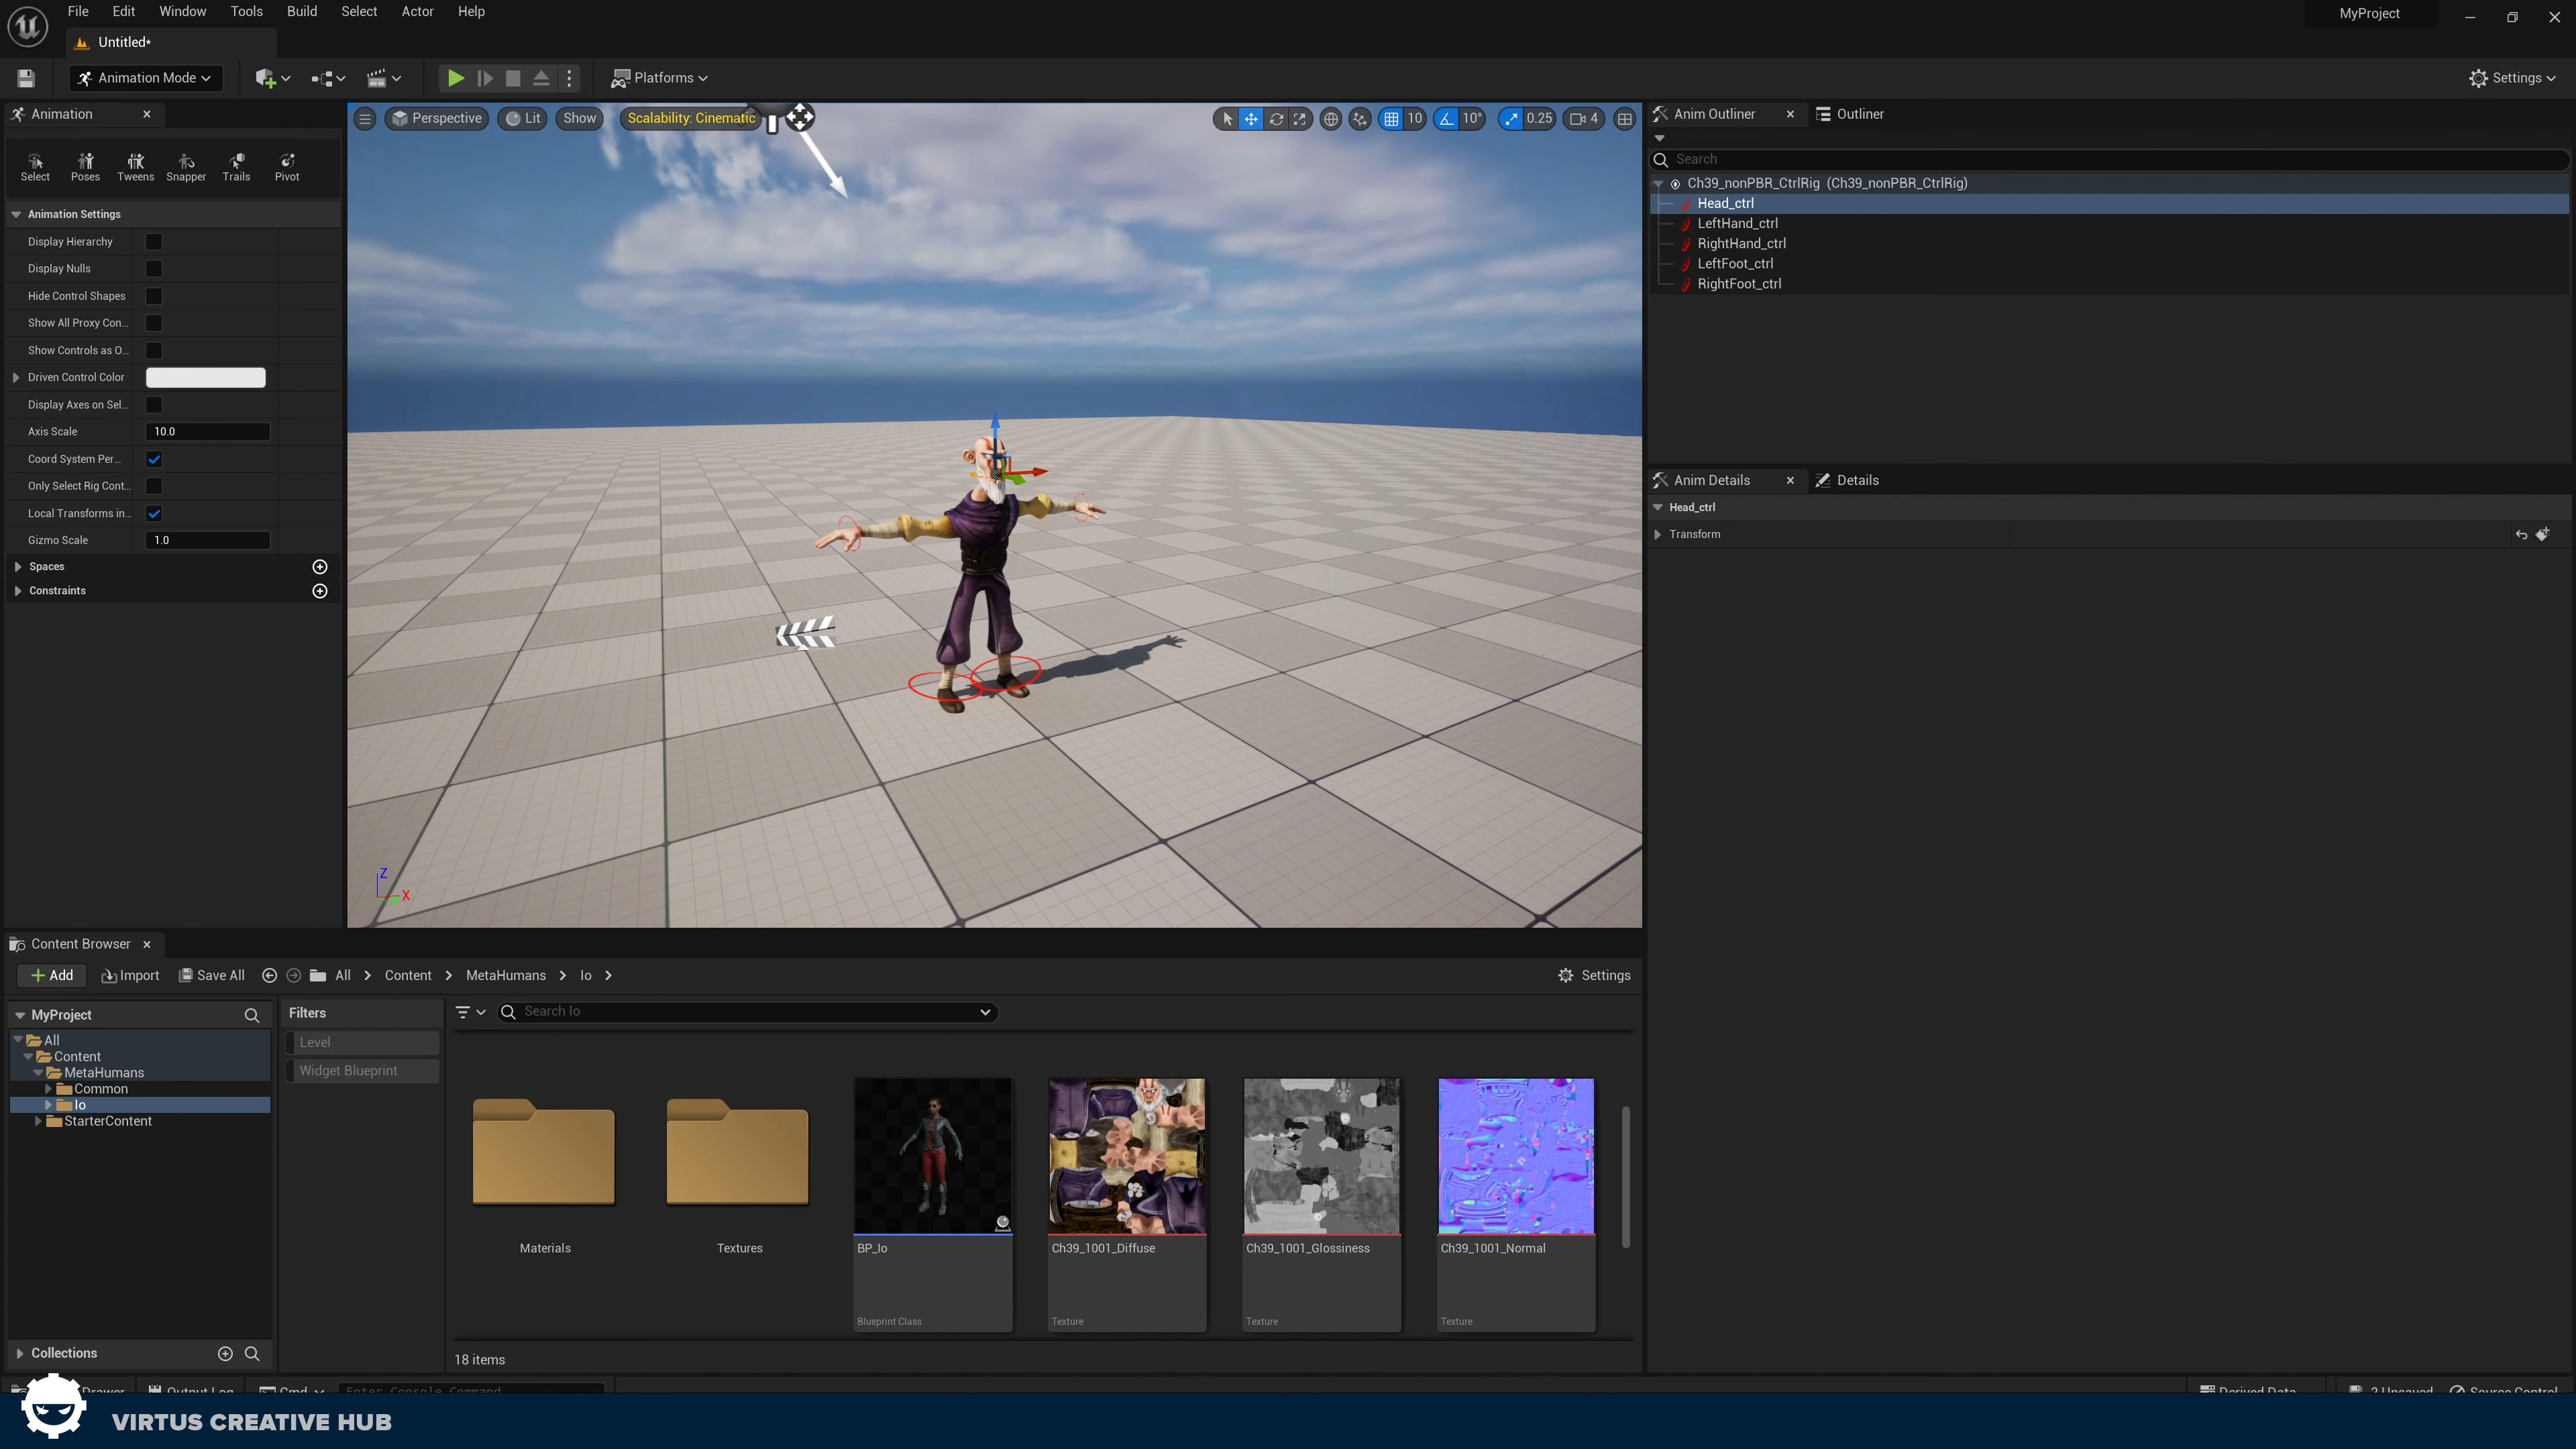 File Edit Window Tools Build Select Actor Help
MyProject
Untitled*
Animation Mode
Platforms
Settings
Animation
Select Poses Tweens Snapper Trails Pivot
Animation Settings
Display Hierarchy
Display Nulls
Hide Control Shapes
Show All Proxy Con...
Show Controls as O...
Driven Control Color
Display Axes on Sel...
Axis Scale 10.0
Coord System Per...
Only Select Rig Cont...
Local Transforms in...
Gizmo Scale 1.0
Spaces
Constraints
Perspective Lit Show Scalability: Cinematic 10 10° 0.25 4
Z
X
Anim Outliner Outliner
Search
Ch39_nonPBR_CtrlRig (Ch39_nonPBR_CtrlRig)
Head_ctrl
LeftHand_ctrl
RightHand_ctrl
LeftFoot_ctrl
RightFoot_ctrl
Anim Details Details
Head_ctrl
Transform
Content Browser
Add Import Save All All Content MetaHumans Io Settings
MyProject
All
Content
MetaHumans
Common
Io
StarterContent
Collections
Filters
Level
Widget Blueprint
Search Io
Materials
Textures
BP_Io
Blueprint Class
Ch39_1001_Diffuse
Texture
Ch39_1001_Glossiness
Texture
Ch39_1001_Normal
Texture
18 items
Drawer Output Log Cmd Enter Console Command Derived Data 2 Unsaved Source Control
VIRTUS CREATIVE HUB